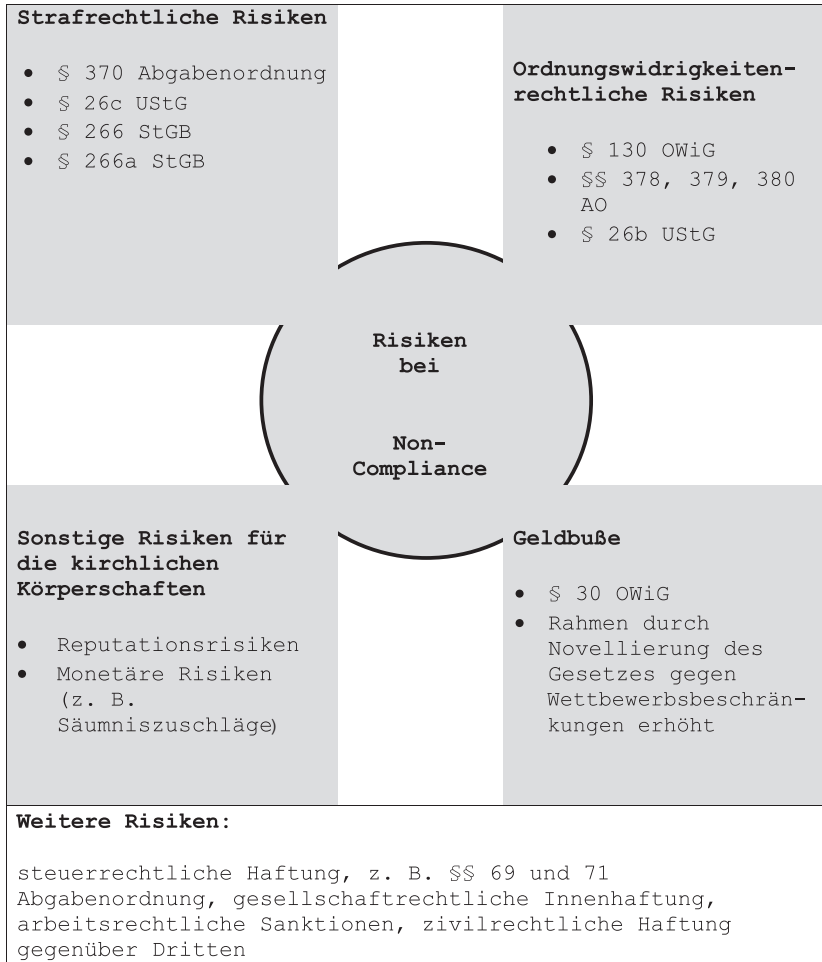 Strafrechtliche Risiken
• § 370 Abgabenordnung
• § 26c UStG
• § 266 StGB
• § 266a StGB
Ordnungswidrigkeiten-
rechtliche Risiken
• § 130 OWiG
• §§ 378, 379, 380
AO
• § 26b UStG
Risiken
bei
Non-
Compliance
Sonstige Risiken für
die kirchlichen
Körperschaften
• Reputationsrisiken
• Monetäre Risiken
(z. B.
Säumniszuschläge)
Geldbuße
• § 30 OWiG
• Rahmen durch
Novellierung des
Gesetzes gegen
Wettbewerbsbeschrän-
kungen erhöht
Weitere Risiken:
steuerrechtliche Haftung, z. B. §§ 69 und 71
Abgabenordnung, gesellschaftrechtliche Innenhaftung,
arbeitsrechtliche Sanktionen, zivilrechtliche Haftung
gegenüber Dritten